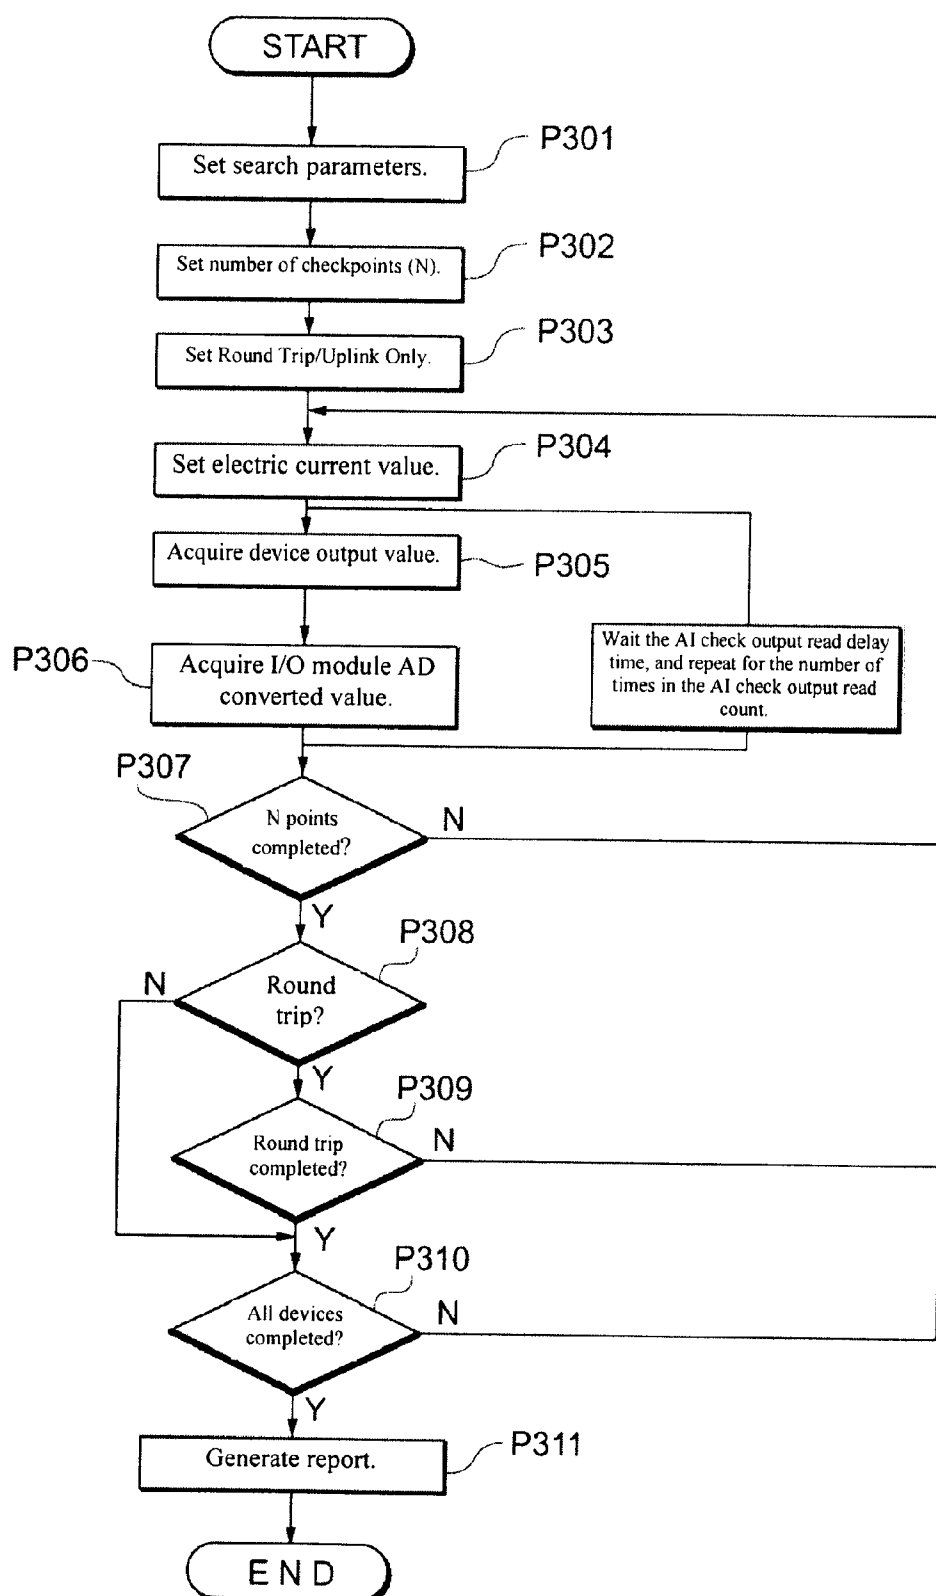 START
P301
Set search parameters.
P302
Set number of checkpoints (N).
P303
Set Round Trip/Uplink Only.
P304
Set electric current value.
Acquire device output value.
P305
Wait the AI check output read delay
time, and repeat for the number of
times in the AI check output read
count.
P306
Acquire I/O module AD
converted value.
P307
N points
completed?
N
Y
P308
N
Round
trip?
Y
P309
Round trip
completed?
N
Y
P310
All devices
completed?
N
Y
Generate report.
P311
END